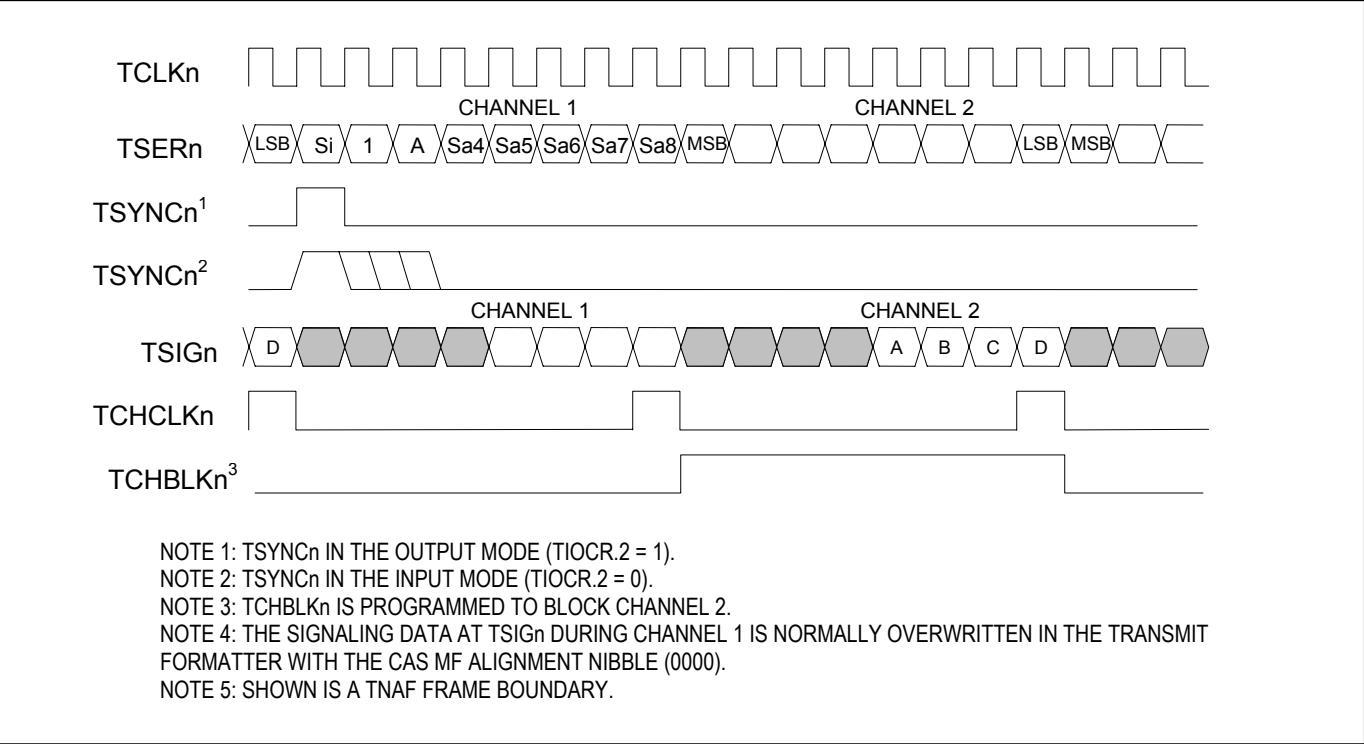 TCLKn
CHANNEL 1 CHANNEL 2
TSERn LSB Si 1 A Sa4 Sa5 Sa6 Sa7 Sa8 MSB LSB MSB
TSYNCn1
TSYNCn2
CHANNEL 1 CHANNEL 2
TSIGn D A B C D
TCHCLKn
TCHBLKn3
NOTE 1: TSYNCn IN THE OUTPUT MODE (TIOCR.2 = 1).
NOTE 2: TSYNCn IN THE INPUT MODE (TIOCR.2 = 0).
NOTE 3: TCHBLKn IS PROGRAMMED TO BLOCK CHANNEL 2.
NOTE 4: THE SIGNALING DATA AT TSIGn DURING CHANNEL 1 IS NORMALLY OVERWRITTEN IN THE TRANSMIT
FORMATTER WITH THE CAS MF ALIGNMENT NIBBLE (0000).
NOTE 5: SHOWN IS A TNAF FRAME BOUNDARY.